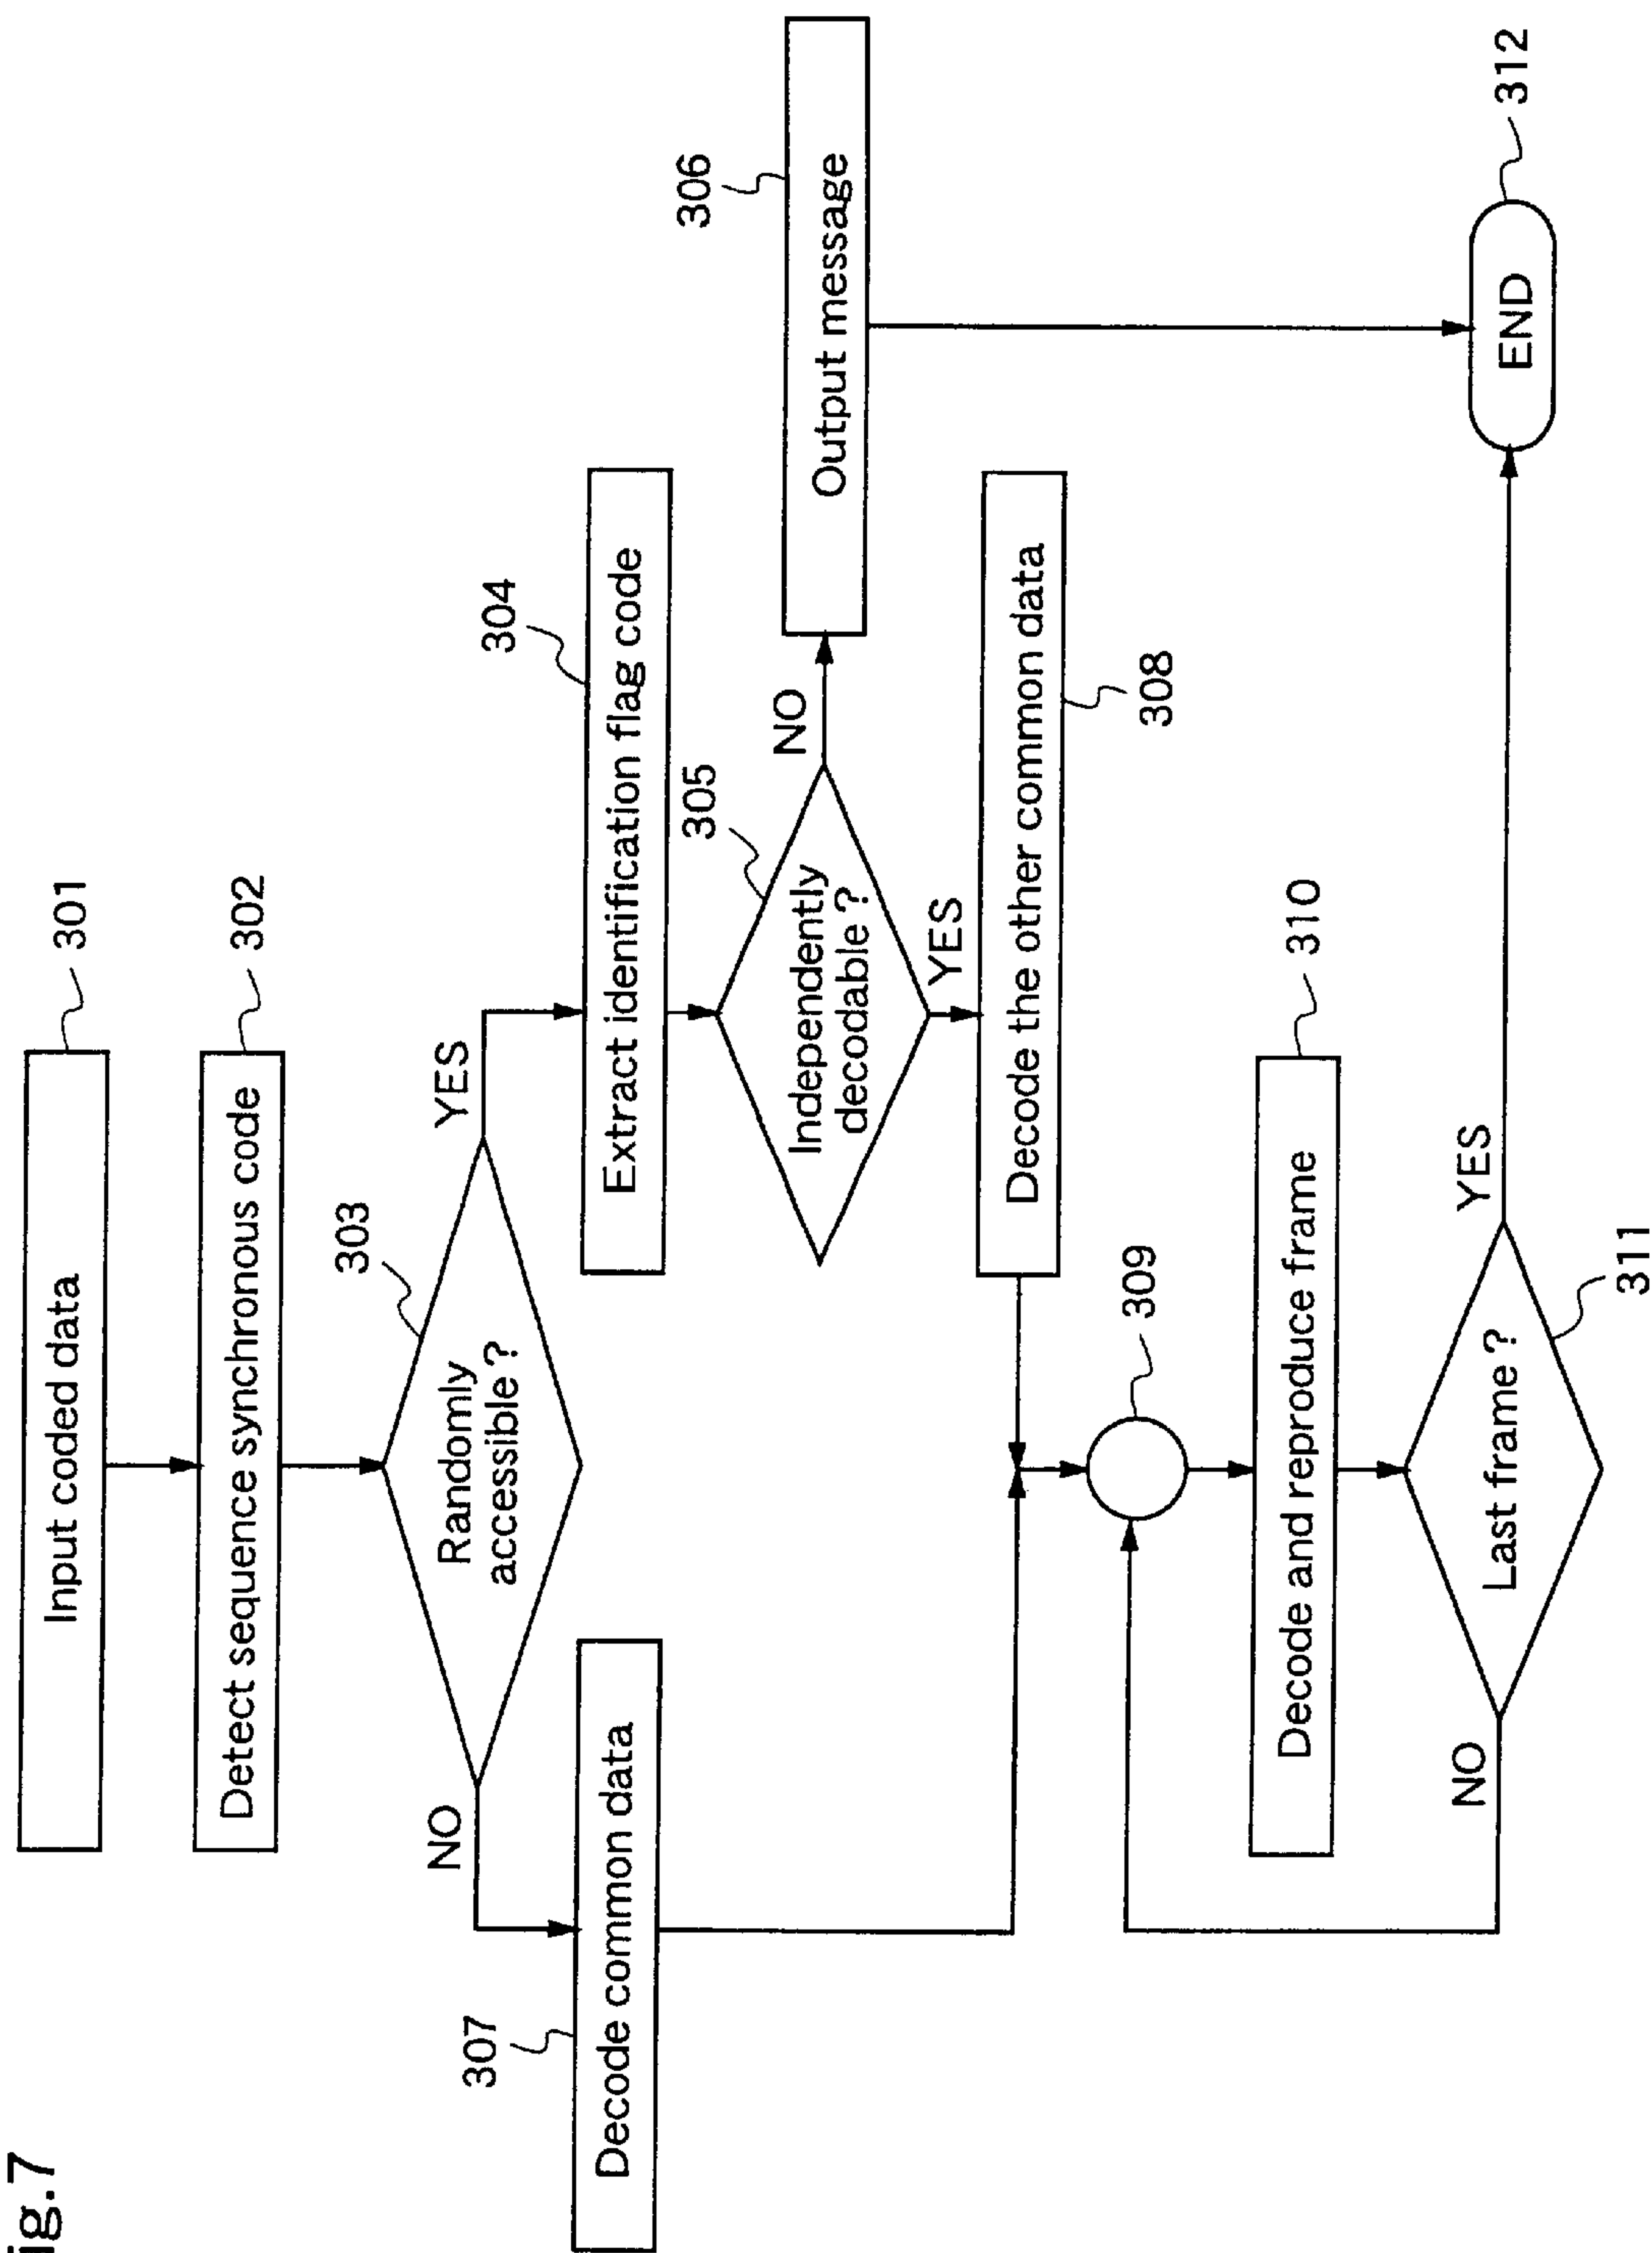 ig.7
Input coded data
301
Detect sequence synchronous code
302
303
Randomly
accessible ?
NO
YES
307
Decode common data
304
Extract identification flag code
305
Independently
decodable ?
NO
306
Output message
YES
Decode the other common data
308
309
Decode and reproduce frame
310
Last frame ?
311
NO
YES
END
312